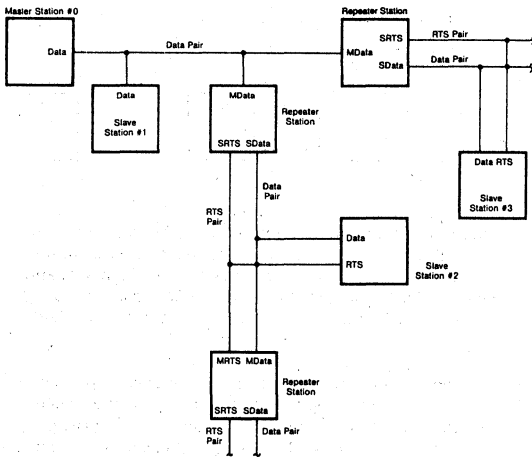 Master Station #0
Data
Data Pair
Repeater Station
SRTS
MData
SData
RTS Pair
Data Pair
Data
Slave
Station #1
MData
SRTS SData
Repeater
Station
Data RTS
Slave
Station #3
RTS
Pair
Data
Pair
Data
RTS
Slave
Station #2
MRTS MData
SRTS SData
Repeater
Station
RTS
Pair
Data Pair